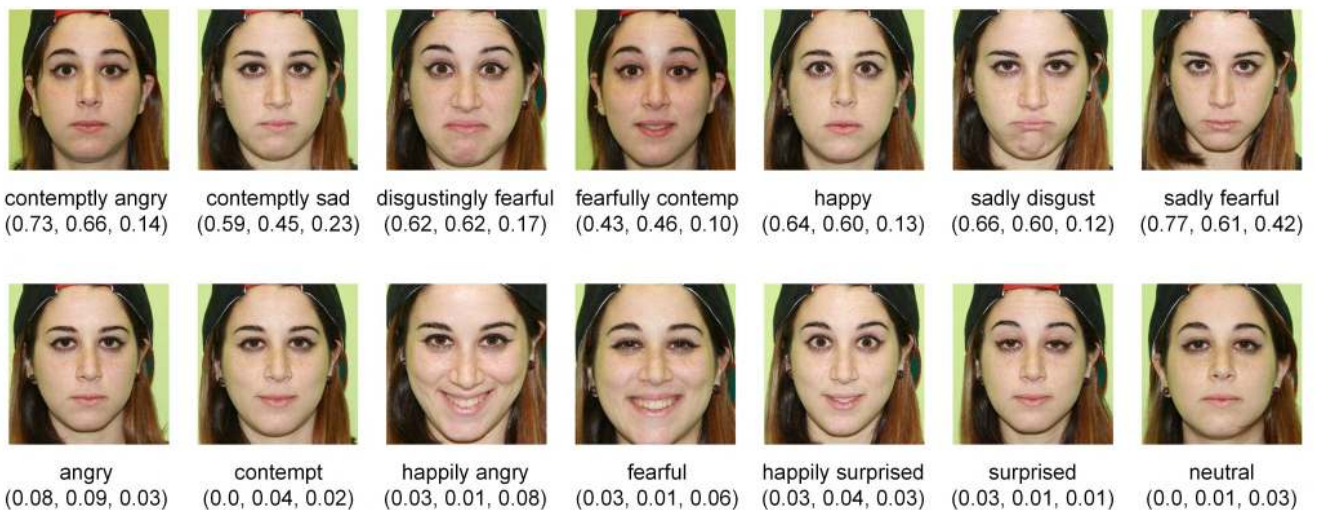 contemptly angry contemptly sad disgustingly fearful fearfully contemp happy sadly disgust sadly fearful
(0.73, 0.66, 0.14) (0.59, 0.45, 0.23) (0.62, 0.62, 0.17) (0.43, 0.46, 0.10) (0.64, 0.60, 0.13) (0.66, 0.60, 0.12) (0.77, 0.61, 0.42)
angry contempt happily angry fearful happily surprised surprised neutral
(0.08, 0.09, 0.03) (0.0, 0.04, 0.02) (0.03, 0.01, 0.08) (0.03, 0.01, 0.06) (0.03, 0.04, 0.03) (0.03, 0.01, 0.01) (0.0, 0.01, 0.03)